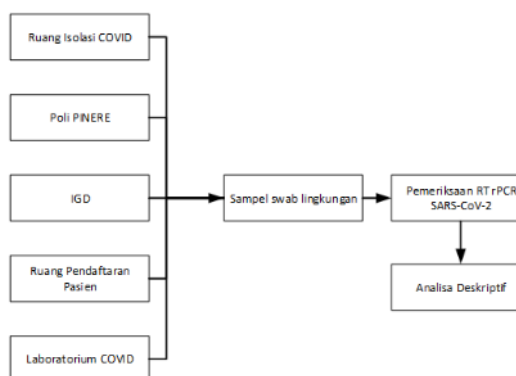 Ruang Isolasi COVID
Poli PINERE
IGD
Ruang Pendaftaran
Pasien
Laboratorium COVID
Sampel swab lingkungan
Pemeriksaan RT rPCR
SARS-CoV-2
Analisa Deskriptif